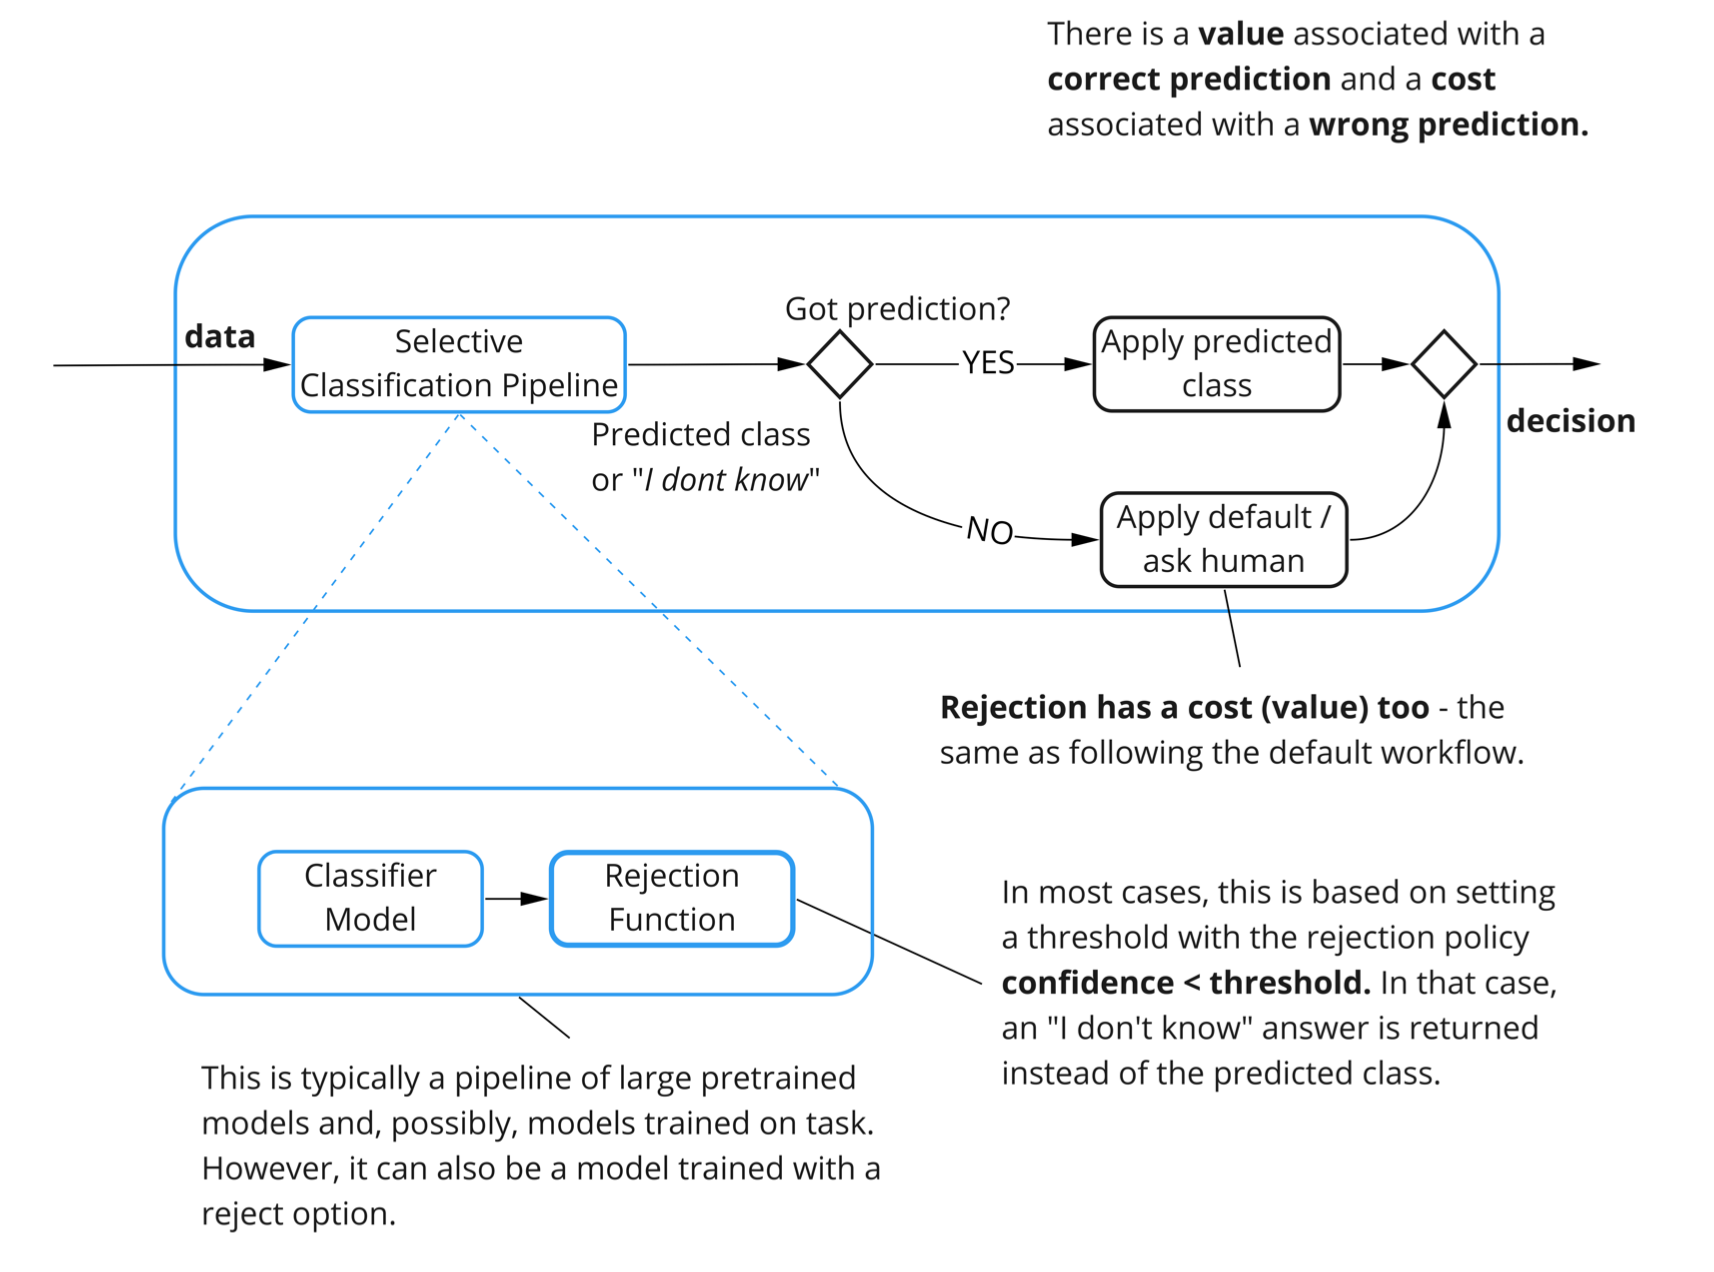 There is a value associated with a
correct prediction and a cost
associated with a wrong prediction.
data
Selective
Classification Pipeline
Predicted class
or "I dont know"
Got prediction?
YES
Apply predicted
class
NO
Apply default /
ask human
decision
Rejection has a cost (value) too - the
same as following the default workflow.
Classifier
Model
Rejection
Function
In most cases, this is based on setting
a threshold with the rejection policy
confidence < threshold. In that case,
an "I don't know" answer is returned
instead of the predicted class.
This is typically a pipeline of large pretrained
models and, possibly, models trained on task.
However, it can also be a model trained with a
reject option.